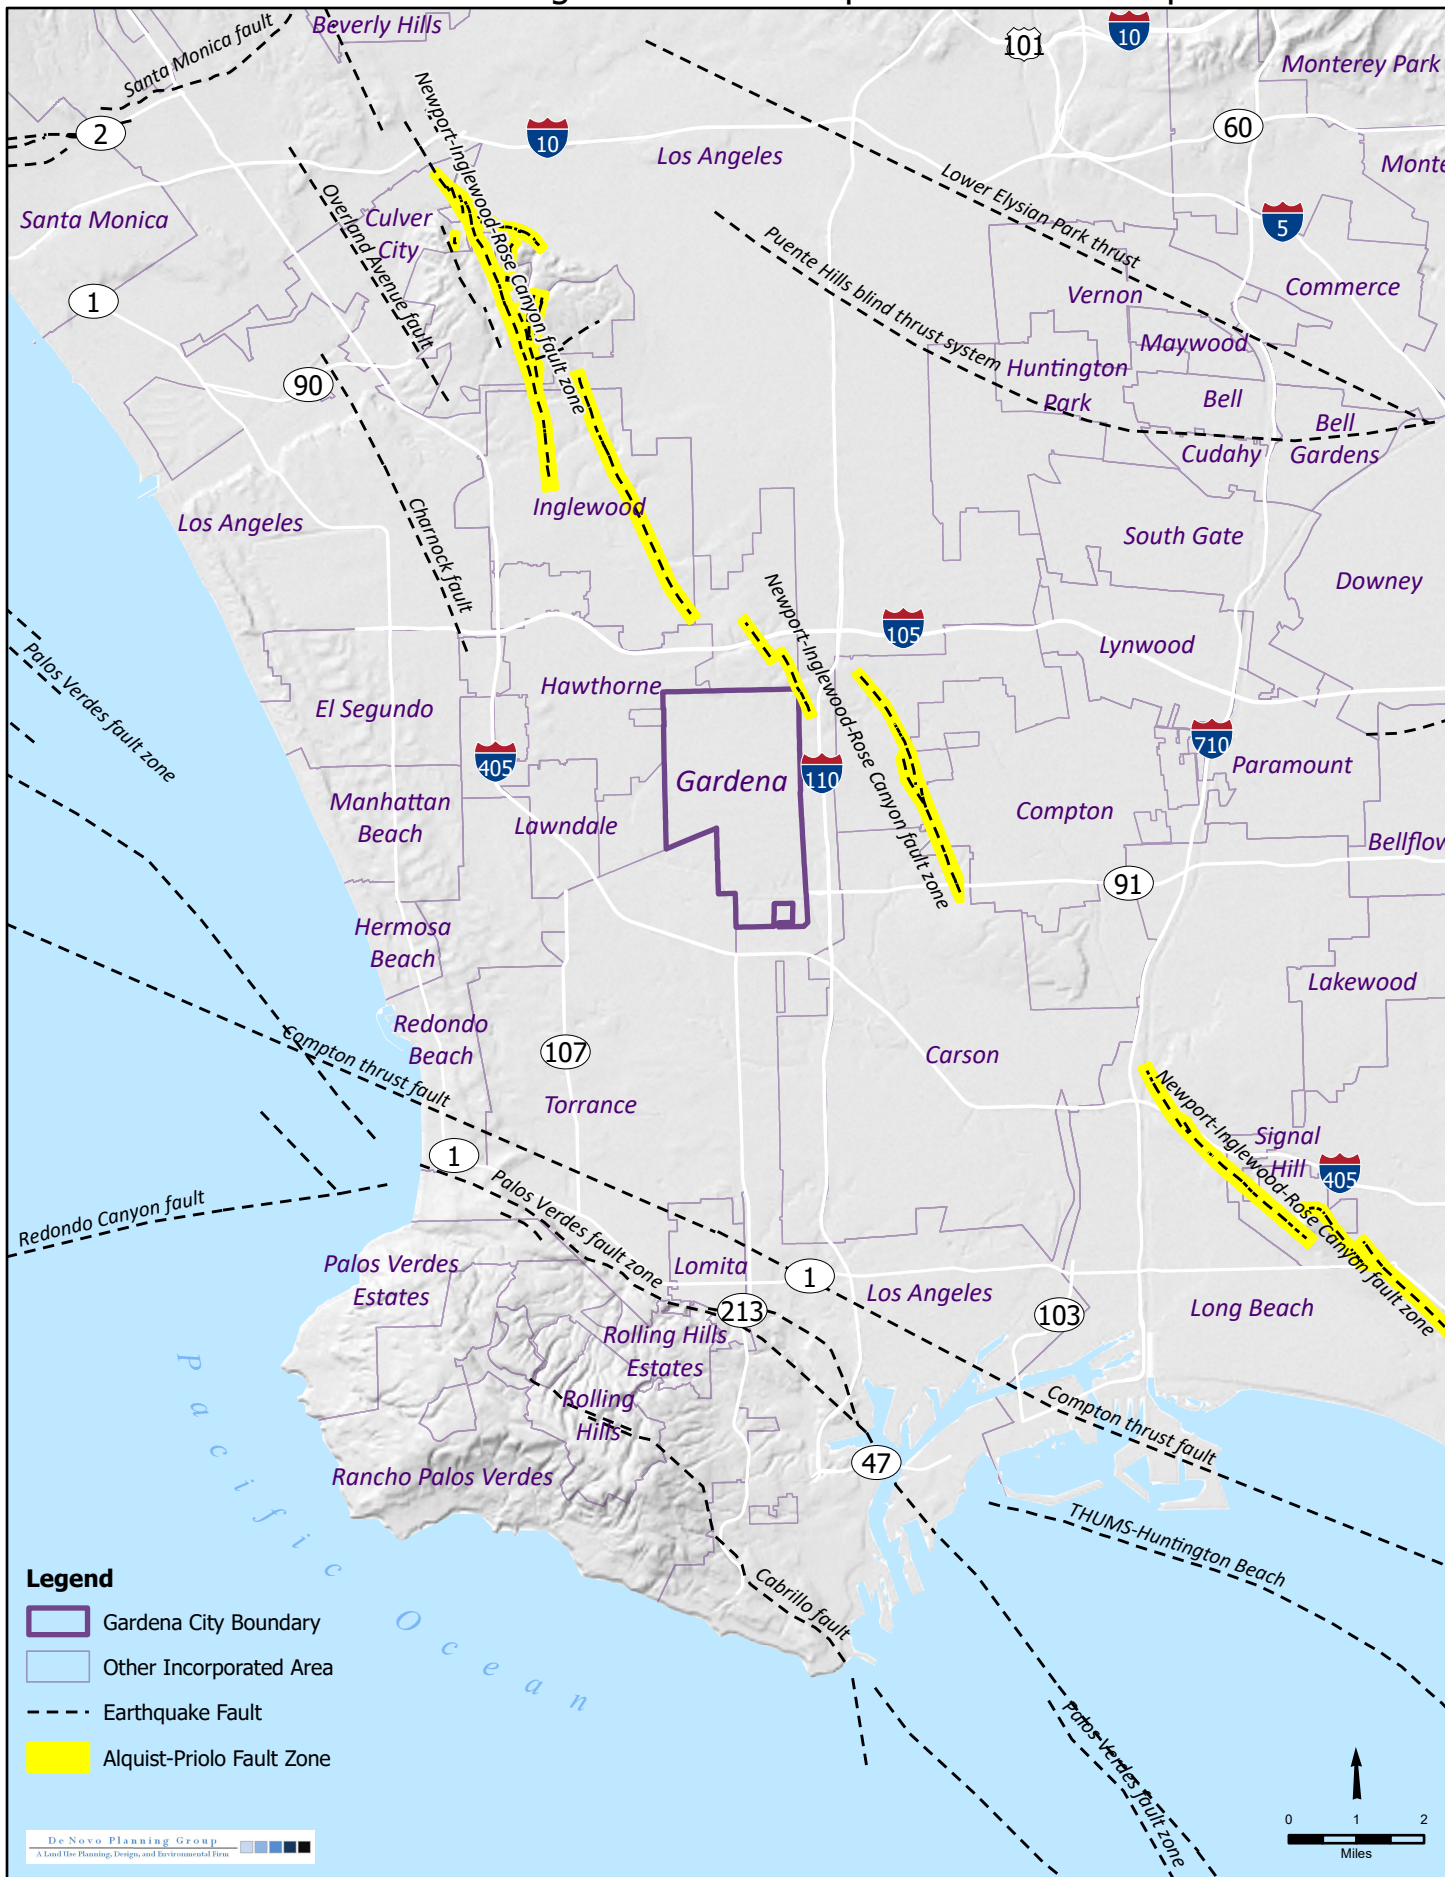 Beverly Hills
Santa Monica fault
101
10
Monterey Park
2
10
60
Los Angeles
Newport-Inglewood-Rose Canyon fault zone
Lower Elysian Park thrust
Santa Monica
Culver
City
Overland Avenue fault
5
Puente Hills blind thrust system
Vernon
Commerce
1
Maywood
Huntington
Park
90
Bell
Bell
Gardens
Cudahy
Inglewood
Los Angeles
Charnock fault
South Gate
Downey
Newport-Inglewood-Rose Canyon fault zone
105
Lynwood
Palos Verdes fault zone
Hawthorne
El Segundo
405
Gardena
110
710
Paramount
Manhattan
Beach
Lawndale
Compton
Bellflow
91
Hermosa
Beach
Lakewood
Redondo
Beach
107
Compton thrust fault
Carson
Torrance
Newport-Inglewood-Rose Canyon fault zone
Signal
Hill
405
1
Palos Verdes fault zone
Redondo Canyon fault
Palos Verdes
Estates
Lomita
1
Los Angeles
103
Long Beach
213
Rolling Hills
Estates
Rolling
Hills
Compton thrust fault
47
Rancho Palos Verdes
THUMS-Huntington Beach
Cabrillo fault
Pacific Ocean
Palos Verdes fault zone
Legend
Gardena City Boundary
Other Incorporated Area
Earthquake Fault
Alquist-Priolo Fault Zone
De Novo Planning Group
A Land Use Planning, Design, and Environmental Firm
0 1 2
Miles